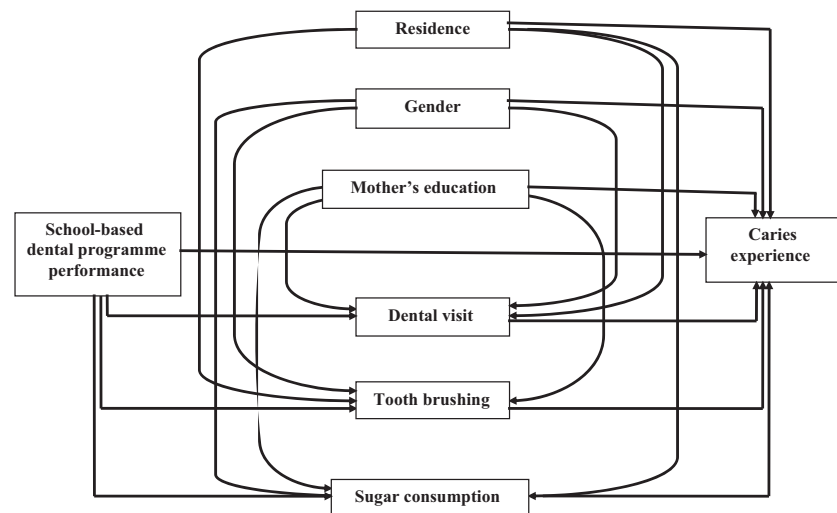 Residence
Gender
Mother's education
School-based
dental programme
performance
Caries
experience
Dental visit
Tooth brushing
Sugar consumption